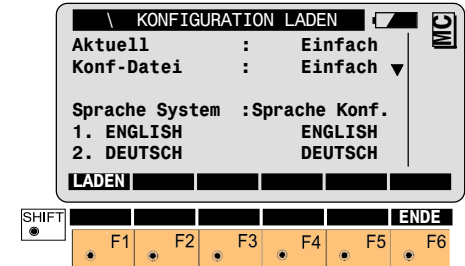 \ KONFIGURATION LADEN
MC
Aktuell : Einfach
Konf-Datei : Einfach
Sprache System :Sprache Konf.
1. ENGLISH ENGLISH
2. DEUTSCH DEUTSCH
LADEN
SHIFT ENDE
F1 F2 F3 F4 F5 F6